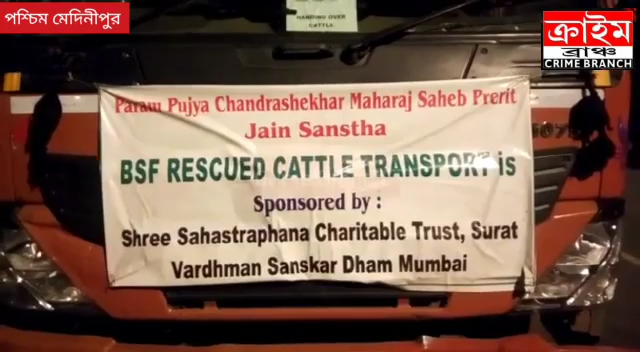 পশ্চিম মেদিনীপুর
HANDING OVER
CATTLE
ক্রাইম
ব্রাঞ্চ
CRIME BRANCH
Param Pujya Chandrashekhar Maharaj Saheb Prerit
Jain Sanstha
BSF RESCUED CATTLE TRANSPORT is
Sponsored by :
Shree Sahastraphana Charitable Trust, Surat
Vardhman Sanskar Dham Mumbai